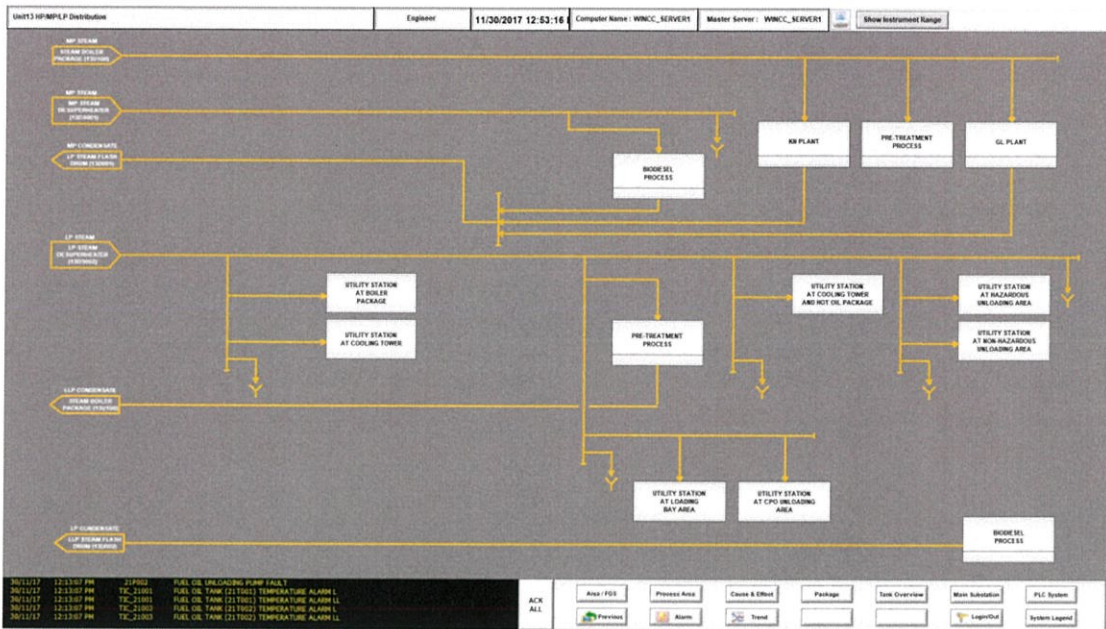 Unit13 HP/MP/LP Distribution
Engineer
11/30/2017 12:53:16
Computer Name : WINCC_SERVER1
Master Server : WINCC_SERVER1
Show Instrument Range
MP STEAM
STEAM BOILER
PACKAGE
MP STEAM
MP STEAM
DESUPERHEATER
MP CONDENSATE
LP STEAM FLASH
DRUM
BIODIESEL
PROCESS
KB PLANT
PRE-TREATMENT
PROCESS
GL PLANT
LP STEAM
LP STEAM
DESUPERHEATER
UTILITY STATION
AT BOILER
PACKAGE
UTILITY STATION
AT COOLING TOWER
PRE-TREATMENT
PROCESS
UTILITY STATION
AT COOLING TOWER
AND HOT OIL PACKAGE
UTILITY STATION
AT HAZARDOUS
UNLOADING AREA
UTILITY STATION
AT NON-HAZARDOUS
UNLOADING AREA
LLP CONDENSATE
STEAM BOILER
PACKAGE
UTILITY STATION
AT LOADING
BAY AREA
UTILITY STATION
AT CPO UNLOADING
AREA
LP CONDENSATE
LLP STEAM FLASH
DRUM
BIODIESEL
PROCESS
30/11/17 12:13:07 PM 21P002 FUEL OIL UNLOADING PUMP FAULT
30/11/17 12:13:07 PM TIC_21001 FUEL OIL TANK (21T001) TEMPERATURE ALARM L
30/11/17 12:13:07 PM TIC_21001 FUEL OIL TANK (21T001) TEMPERATURE ALARM LL
30/11/17 12:13:07 PM TIC_21003 FUEL OIL TANK (21T002) TEMPERATURE ALARM L
30/11/17 12:13:07 PM TIC_21003 FUEL OIL TANK (21T002) TEMPERATURE ALARM LL
ACK
ALL
Area / FGS
Process Area
Cause & Effect
Package
Tank Overview
Main Substation
PLC System
Previous
Alarm
Trend
Login/Out
System Legend